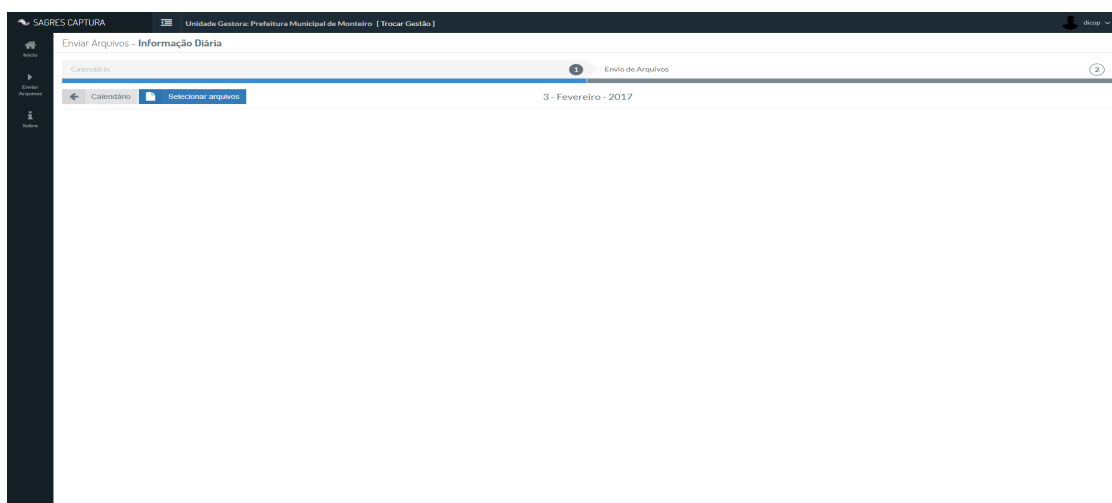 SAGRES CAPTURA
Unidade Gestora: Prefeitura Municipal de Monteiro [ Trocar Gestão ]
dicop
Início
Enviar
Arquivos
Sobre
Enviar Arquivos - Informação Diária
Calendário 1 Envio de Arquivos 2
Calendário Selecionar arquivos 3 - Fevereiro - 2017